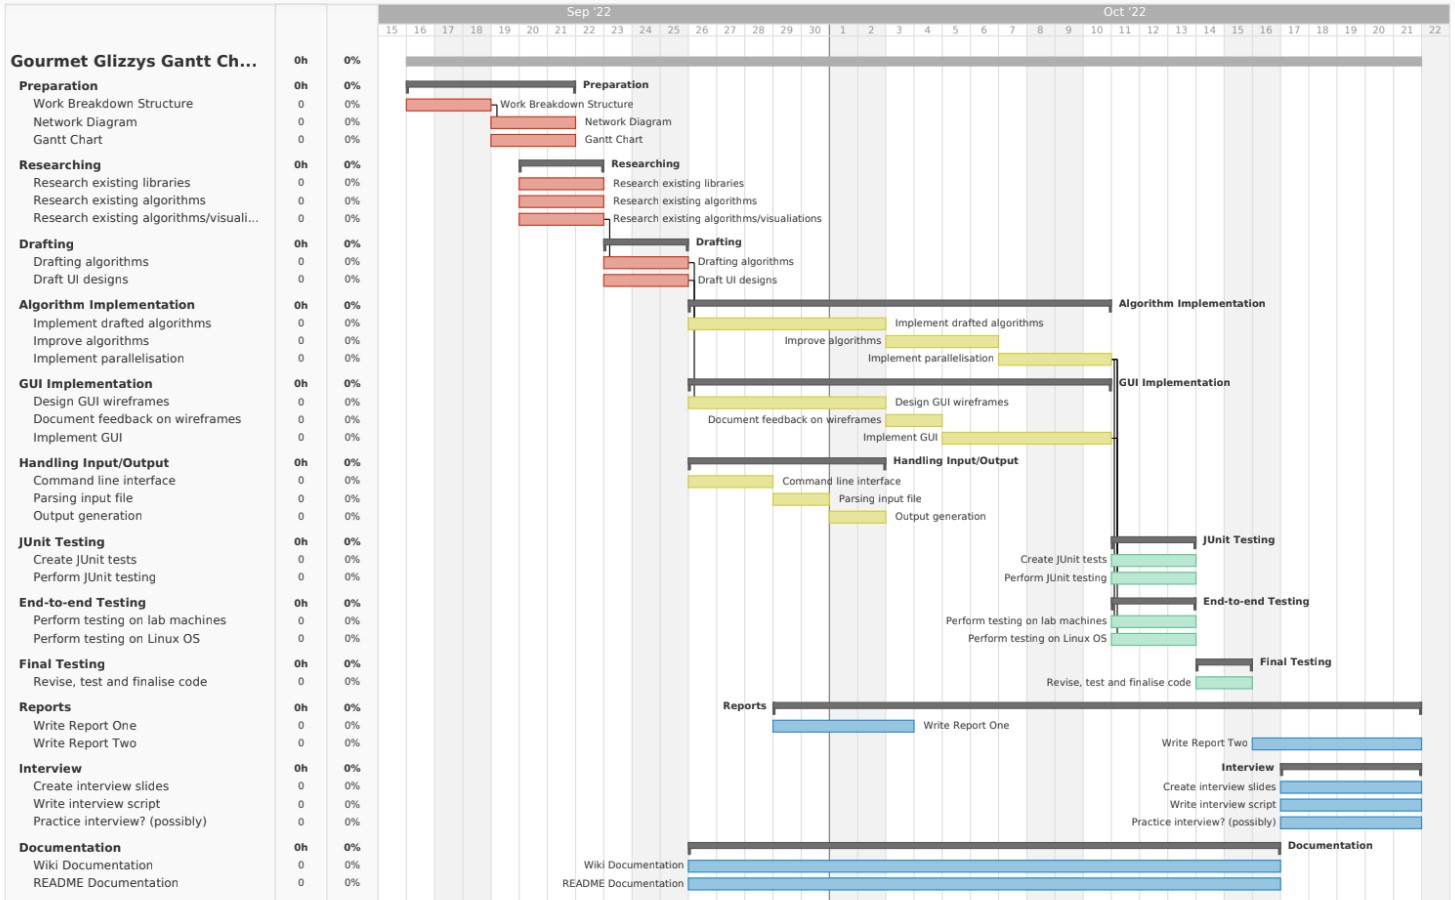 Sep '22 Oct '22
15 16 17 18 19 20 21 22 23 24 25 26 27 28 29 30 1 2 3 4 5 6 7 8 9 10 11 12 13 14 15 16 17 18 19 20 21 22
Gourmet Glizzys Gantt Ch... 0h 0%
Preparation 0h 0% Preparation
Work Breakdown Structure 0 0% Work Breakdown Structure
Network Diagram 0 0% Network Diagram
Gantt Chart 0 0% Gantt Chart
Researching 0h 0% Researching
Research existing libraries 0 0% Research existing libraries
Research existing algorithms 0 0% Research existing algorithms
Research existing algorithms/visuali... 0 0% Research existing algorithms/visualiations
Drafting 0h 0% Drafting
Drafting algorithms 0 0% Drafting algorithms
Draft UI designs 0 0% Draft UI designs
Algorithm Implementation 0h 0% Algorithm Implementation
Implement drafted algorithms 0 0% Implement drafted algorithms
Improve algorithms 0 0% Improve algorithms
Implement parallelisation 0 0% Implement parallelisation
GUI Implementation 0h 0% GUI Implementation
Design GUI wireframes 0 0% Design GUI wireframes
Document feedback on wireframes 0 0% Document feedback on wireframes
Implement GUI 0 0% Implement GUI
Handling Input/Output 0h 0% Handling Input/Output
Command line interface 0 0% Command line interface
Parsing input file 0 0% Parsing input file
Output generation 0 0% Output generation
JUnit Testing 0h 0% JUnit Testing
Create JUnit tests 0 0% Create JUnit tests
Perform JUnit testing 0 0% Perform JUnit testing
End-to-end Testing 0h 0% End-to-end Testing
Perform testing on lab machines 0 0% Perform testing on lab machines
Perform testing on Linux OS 0 0% Perform testing on Linux OS
Final Testing 0h 0% Final Testing
Revise, test and finalise code 0 0% Revise, test and finalise code
Reports 0h 0% Reports
Write Report One 0 0% Write Report One
Write Report Two 0 0% Write Report Two
Interview 0h 0% Interview
Create interview slides 0 0% Create interview slides
Write interview script 0 0% Write interview script
Practice interview? (possibly) 0 0% Practice interview? (possibly)
Documentation 0h 0% Documentation
Wiki Documentation 0 0% Wiki Documentation
README Documentation 0 0% README Documentation